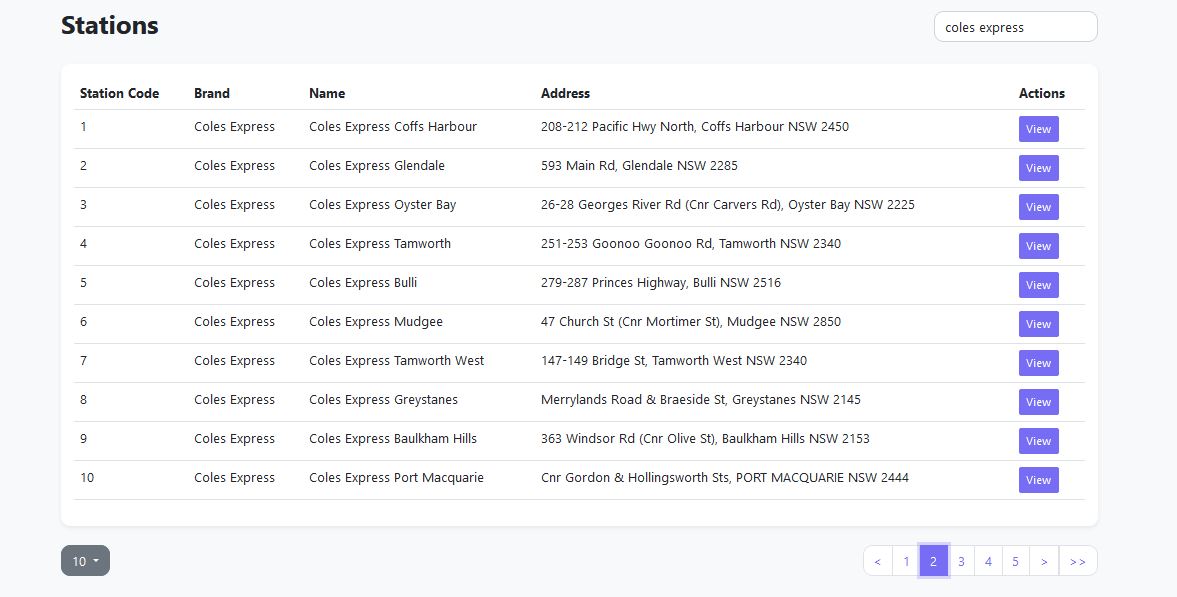 Stations
coles express
Station Code Brand Name Address Actions
1 Coles Express Coles Express Coffs Harbour 208-212 Pacific Hwy North, Coffs Harbour NSW 2450 View
2 Coles Express Coles Express Glendale 593 Main Rd, Glendale NSW 2285 View
3 Coles Express Coles Express Oyster Bay 26-28 Georges River Rd (Cnr Carvers Rd), Oyster Bay NSW 2225 View
4 Coles Express Coles Express Tamworth 251-253 Goonoo Goonoo Rd, Tamworth NSW 2340 View
5 Coles Express Coles Express Bulli 279-287 Princes Highway, Bulli NSW 2516 View
6 Coles Express Coles Express Mudgee 47 Church St (Cnr Mortimer St), Mudgee NSW 2850 View
7 Coles Express Coles Express Tamworth West 147-149 Bridge St, Tamworth West NSW 2340 View
8 Coles Express Coles Express Greystanes Merrylands Road & Braeside St, Greystanes NSW 2145 View
9 Coles Express Coles Express Baulkham Hills 363 Windsor Rd (Cnr Olive St), Baulkham Hills NSW 2153 View
10 Coles Express Coles Express Port Macquarie Cnr Gordon & Hollingsworth Sts, PORT MACQUARIE NSW 2444 View
10 < 1 2 3 4 5 > >>